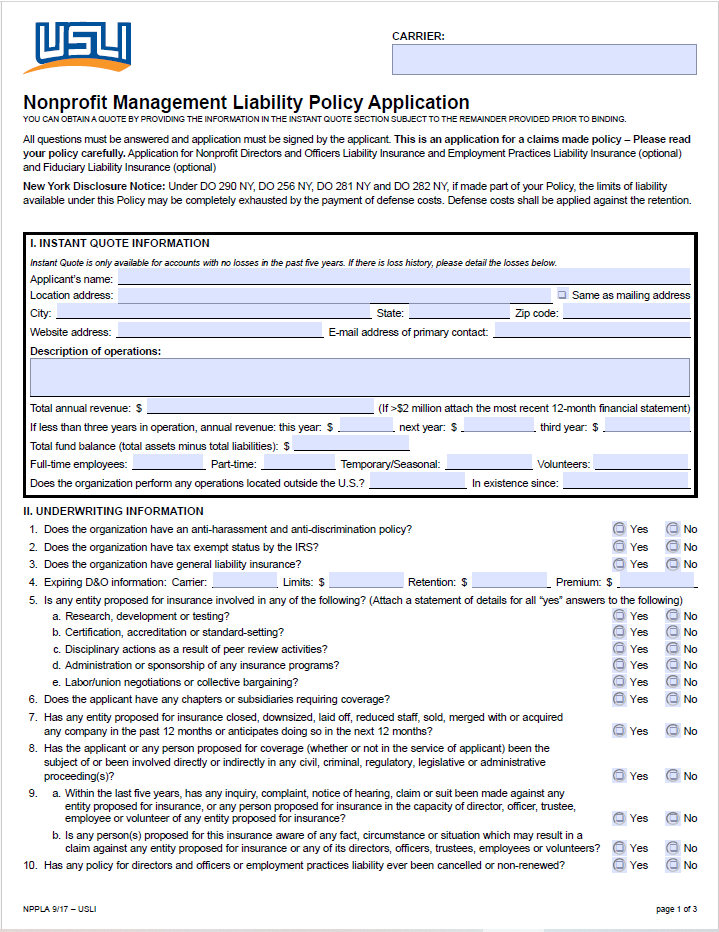 USLI
CARRIER:
Nonprofit Management Liability Policy Application
YOU CAN OBTAIN A QUOTE BY PROVIDING THE INFORMATION IN THE INSTANT QUOTE SECTION SUBJECT TO THE REMAINDER PROVIDED PRIOR TO BINDING.
All questions must be answered and application must be signed by the applicant. This is an application for a claims made policy – Please read
your policy carefully. Application for Nonprofit Directors and Officers Liability Insurance and Employment Practices Liability Insurance (optional)
and Fiduciary Liability Insurance (optional)
New York Disclosure Notice: Under DO 290 NY, DO 256 NY, DO 281 NY and DO 282 NY, if made part of your Policy, the limits of liability
available under this Policy may be completely exhausted by the payment of defense costs. Defense costs shall be applied against the retention.
I. INSTANT QUOTE INFORMATION
Instant Quote is only available for accounts with no losses in the past five years. If there is loss history, please detail the losses below.
Applicant's name:
Location address: Same as mailing address
City: State: Zip code:
Website address: E-mail address of primary contact:
Description of operations:
Total annual revenue: $ (If >$2 million attach the most recent 12-month financial statement)
If less than three years in operation, annual revenue: this year: $ next year: $ third year: $
Total fund balance (total assets minus total liabilities): $
Full-time employees: Part-time: Temporary/Seasonal: Volunteers:
Does the organization perform any operations located outside the U.S.? In existence since:
II. UNDERWRITING INFORMATION
1. Does the organization have an anti-harassment and anti-discrimination policy? Yes No
2. Does the organization have tax exempt status by the IRS? Yes No
3. Does the organization have general liability insurance? Yes No
4. Expiring D&O information: Carrier: Limits: $ Retention: $ Premium: $
5. Is any entity proposed for insurance involved in any of the following? (Attach a statement of details for all “yes” answers to the following)
a. Research, development or testing? Yes No
b. Certification, accreditation or standard-setting? Yes No
c. Disciplinary actions as a result of peer review activities? Yes No
d. Administration or sponsorship of any insurance programs? Yes No
e. Labor/union negotiations or collective bargaining? Yes No
6. Does the applicant have any chapters or subsidiaries requiring coverage? Yes No
7. Has any entity proposed for insurance closed, downsized, laid off, reduced staff, sold, merged with or acquired
any company in the past 12 months or anticipates doing so in the next 12 months? Yes No
8. Has the applicant or any person proposed for coverage (whether or not in the service of applicant) been the
subject of or been involved directly or indirectly in any civil, criminal, regulatory, legislative or administrative
proceeding(s)? Yes No
9. a. Within the last five years, has any inquiry, complaint, notice of hearing, claim or suit been made against any
entity proposed for insurance, or any person proposed for insurance in the capacity of director, officer, trustee,
employee or volunteer of any entity proposed for insurance? Yes No
b. Is any person(s) proposed for this insurance aware of any fact, circumstance or situation which may result in a
claim against any entity proposed for insurance or any of its directors, officers, trustees, employees or volunteers? Yes No
10. Has any policy for directors and officers or employment practices liability ever been cancelled or non-renewed? Yes No
NPPLA 9/17 – USLI page 1 of 3